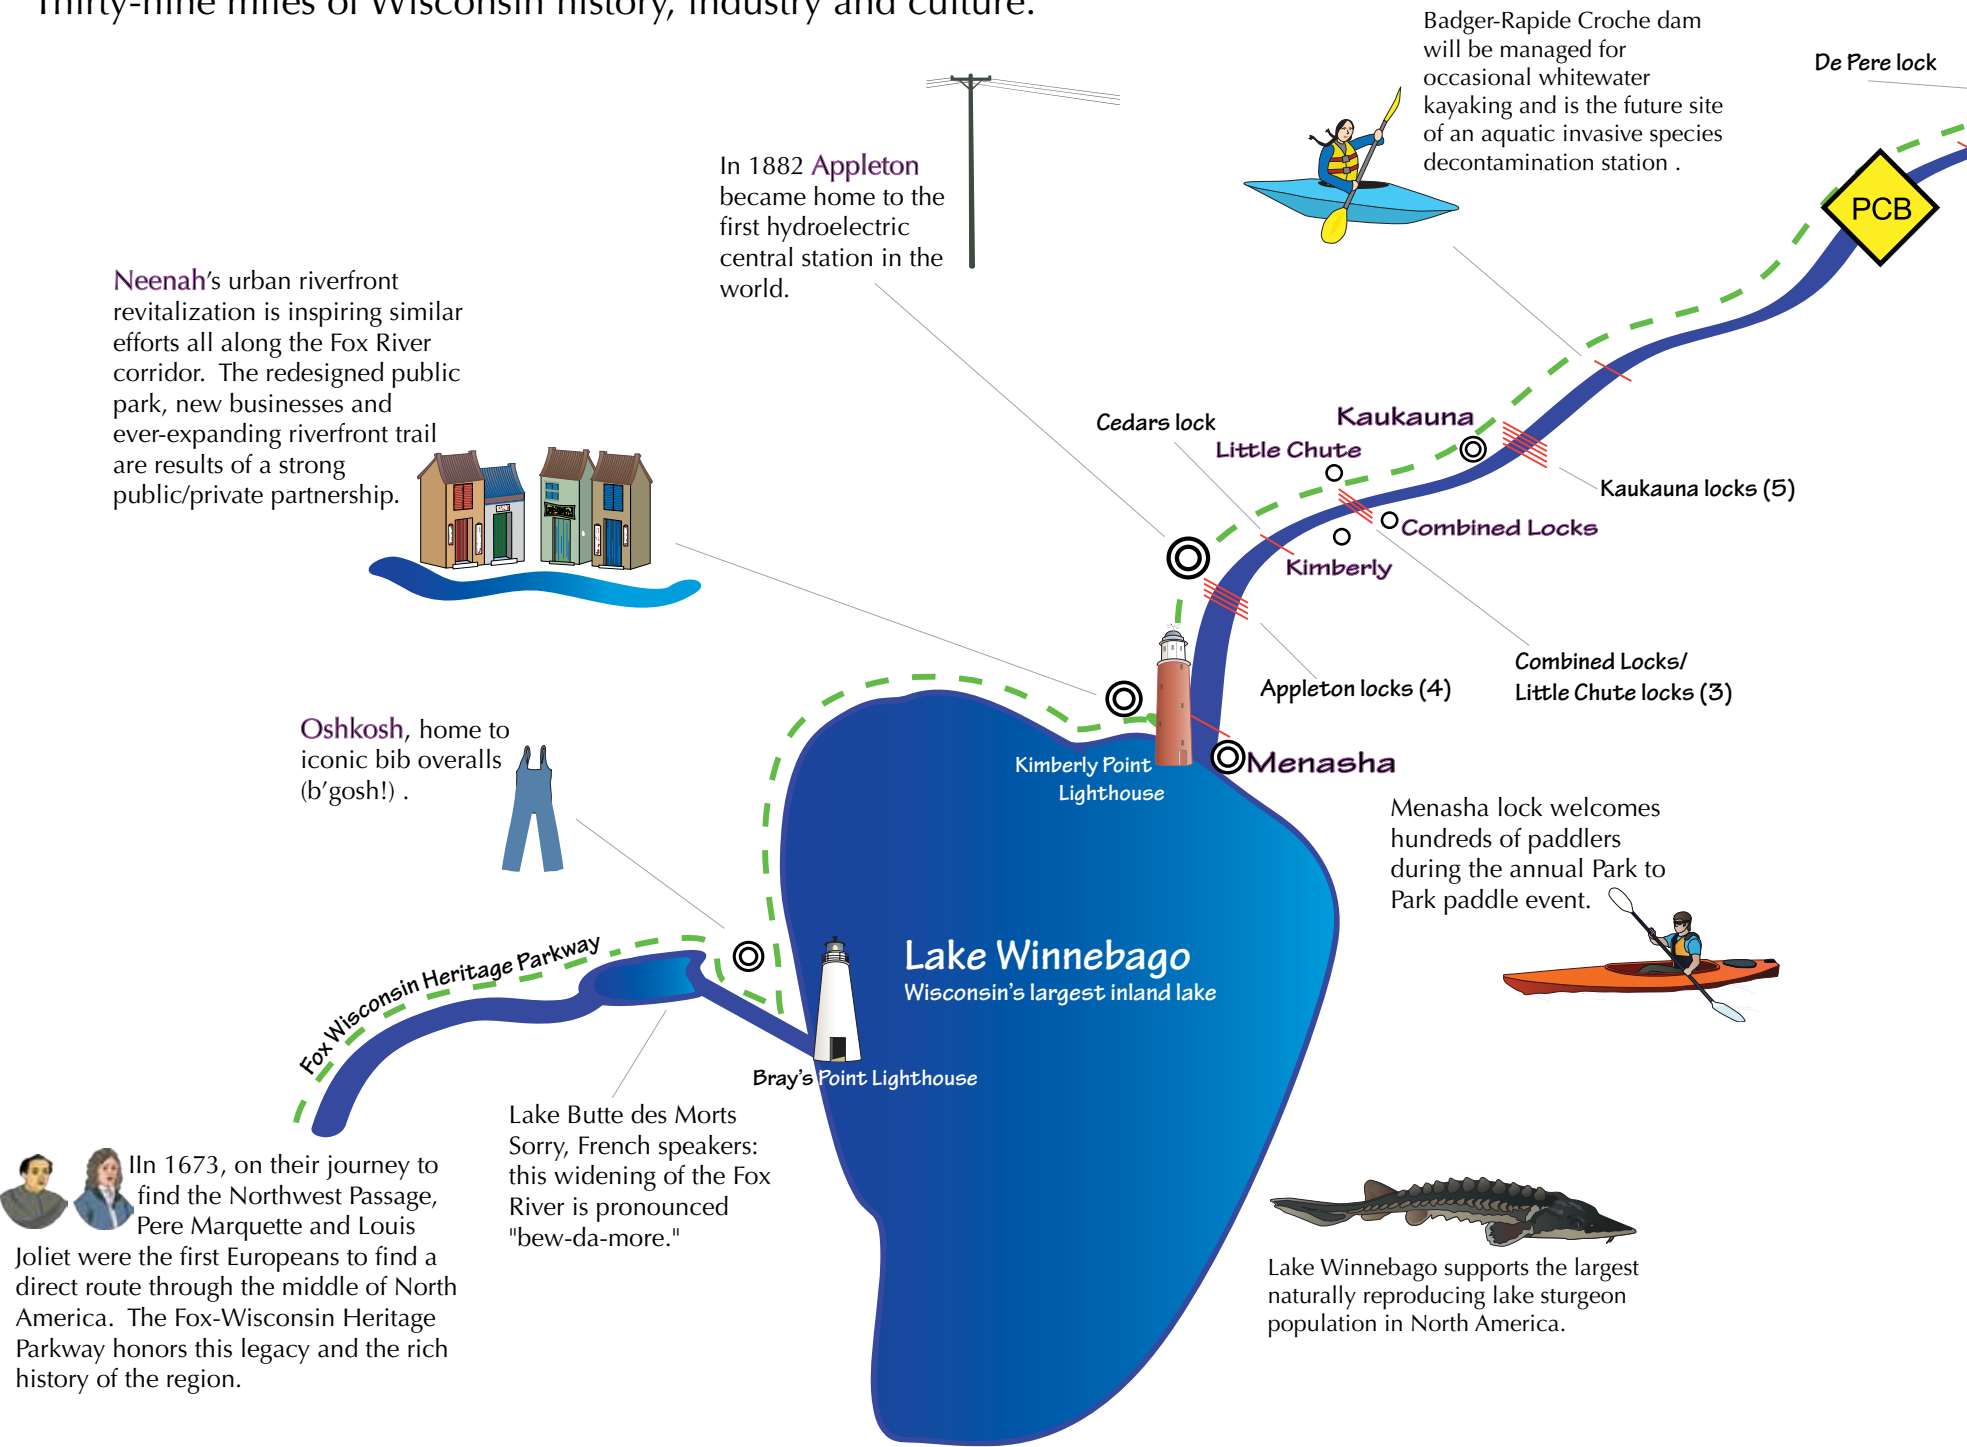 Thirty-nine miles of Wisconsin history, industry and culture.
Badger-Rapide Croche dam
will be managed for
occasional whitewater
kayaking and is the future site
of an aquatic invasive species
decontamination station .
De Pere lock
PCB
In 1882 Appleton
became home to the
first hydroelectric
central station in the
world.
Neenah's urban riverfront
revitalization is inspiring similar
efforts all along the Fox River
corridor.  The redesigned public
park, new businesses and
ever-expanding riverfront trail
are results of a strong
public/private partnership.
Cedars lock
Kaukauna
Little Chute
Kaukauna locks (5)
Combined Locks
Kimberly
Combined Locks/
Little Chute locks (3)
Appleton locks (4)
Oshkosh, home to
iconic bib overalls
(b'gosh!) .
Kimberly Point
Lighthouse
Menasha
Menasha lock welcomes
hundreds of paddlers
during the annual Park to
Park paddle event.
Fox Wisconsin Heritage Parkway
Lake Winnebago
Wisconsin's largest inland lake
Bray's Point Lighthouse
Lake Butte des Morts
Sorry, French speakers:
this widening of the Fox
River is pronounced
"bew-da-more."
IIn 1673, on their journey to
find the Northwest Passage,
Pere Marquette and Louis
Joliet were the first Europeans to find a
direct route through the middle of North
America.  The Fox-Wisconsin Heritage
Parkway honors this legacy and the rich
history of the region.
Lake Winnebago supports the largest
naturally reproducing lake sturgeon
population in North America.